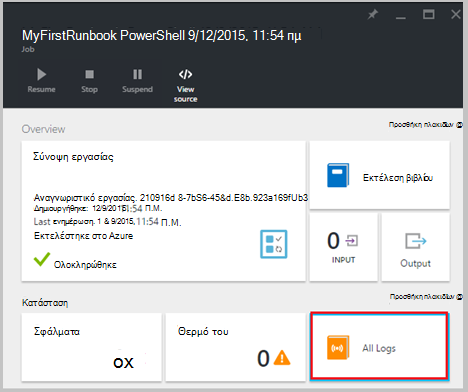 MyFirstRunbook PowerShell 9/12/2015, 11:54 πμ
Job
Resume
Stop
Suspend
View source
Overview
Προσθήκη πλακιδίων @
Σύνοψη εργασίας
Αναγνωριστικό εργασίας. 210916d 8-7bS6-45&d.E8b.923a169fUb3
Δημιουργήθηκε: 12/9/2015, 11:54 Π.Μ.
Last ενημέρωση. 1 & 9/2015, 11:54 Π.Μ.
Εκτελέστηκε στο Azure
Ολοκληρώθηκε
Εκτέλεση βιβλίου
0
INPUT
Output
Κατάσταση
Προσθήκη πλακιδίων @
Σφάλματα
οχ
Θερμό του
0
All Logs